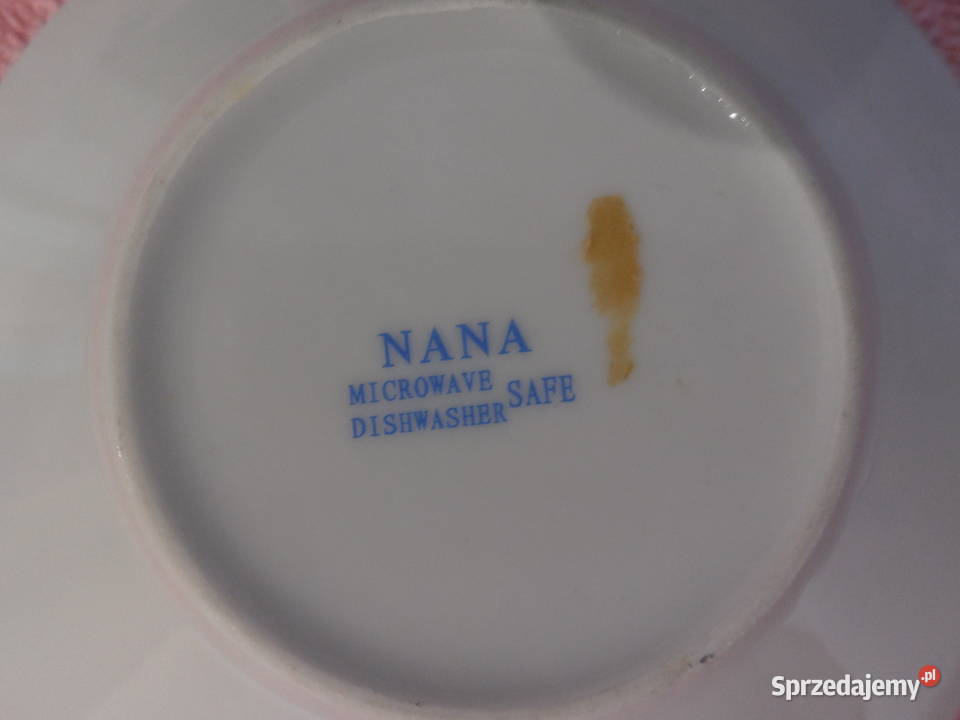 NANA
MICROWAVE
DISHWASHER SAFE
Sprzedajemy.pl